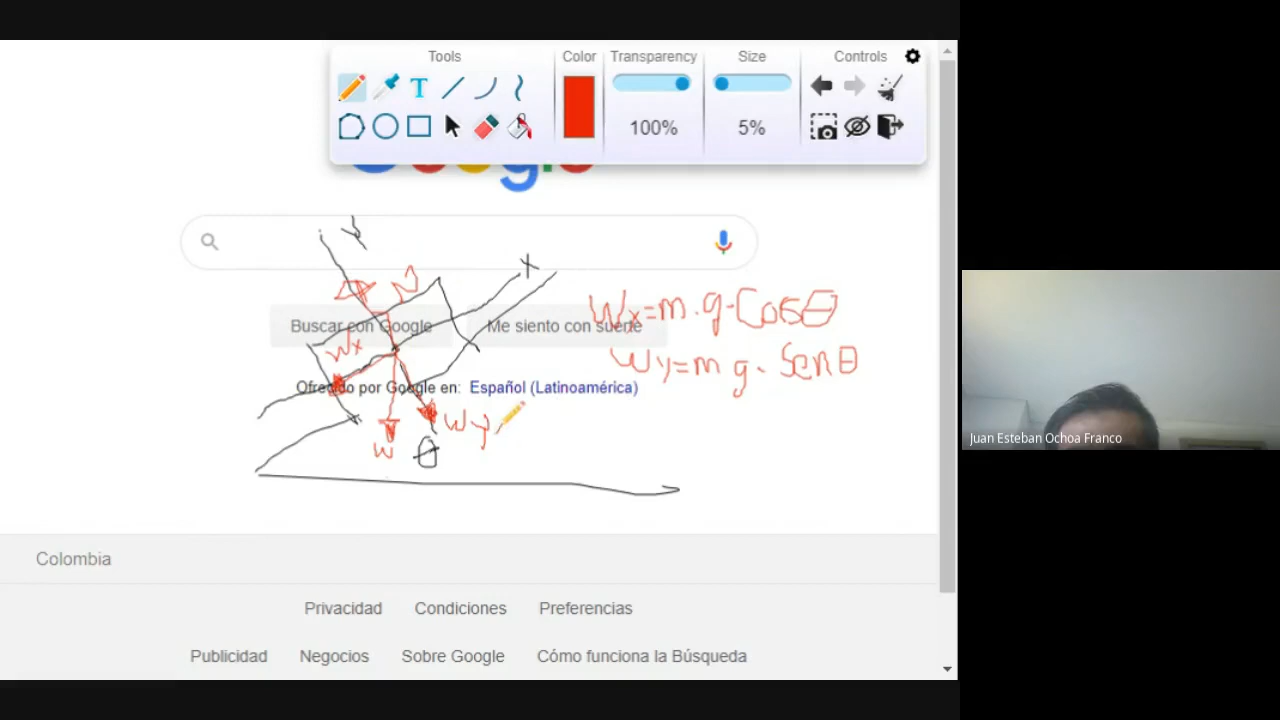 Tools
Color
Transparency
Size
Controls
T
100%
5%
Google
y
X
N
Buscar con Google
Me siento con suerte
Wx
Wx=m.g.Cosθ
Wy=mg.Senθ
Ofrecido por Google en: Español (Latinoamérica)
W
Wy
θ
Juan Esteban Ochoa Franco
Colombia
Privacidad
Condiciones
Preferencias
Publicidad
Negocios
Sobre Google
Cómo funciona la Búsqueda